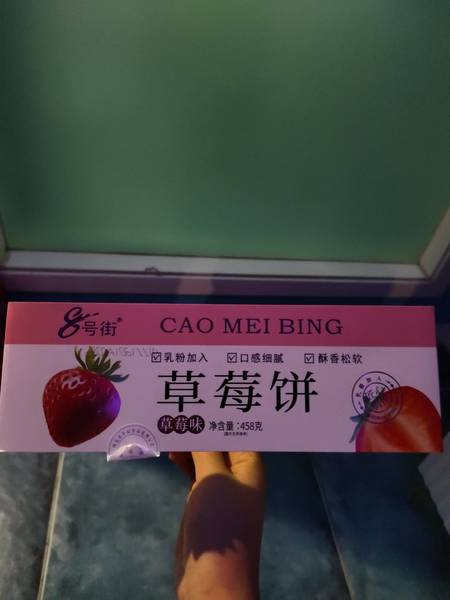 8号街®
CAO MEI BING
☑乳粉加入 ☑口感细腻 ☑酥香松软
草莓饼
草莓味 净含量:458克